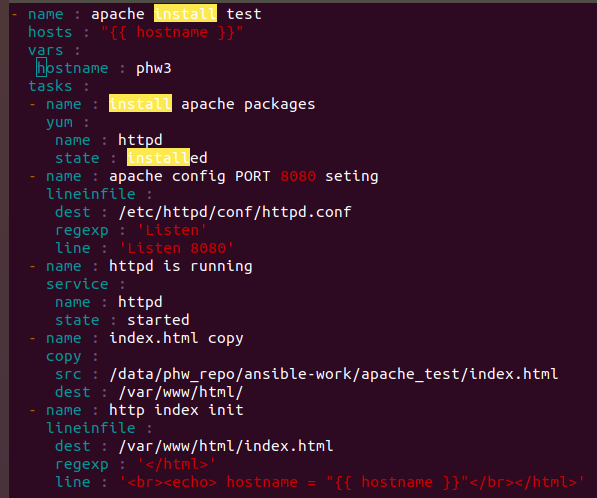 - name : apache install test
  hosts : "{{ hostname }}"
  vars :
   hostname : phw3
  tasks :
  - name : install apache packages
    yum :
     name : httpd
     state : installed
  - name : apache config PORT 8080 seting
    lineinfile :
     dest : /etc/httpd/conf/httpd.conf
     regexp : 'Listen'
     line : 'Listen 8080'
  - name : httpd is running
    service :
     name : httpd
     state : started
  - name : index.html copy
    copy :
     src : /data/phw_repo/ansible-work/apache_test/index.html
     dest : /var/www/html/
  - name : http index init
    lineinfile :
     dest : /var/www/html/index.html
     regexp : '</html>'
     line : '<br><echo> hostname = "{{ hostname }}"</br></html>'